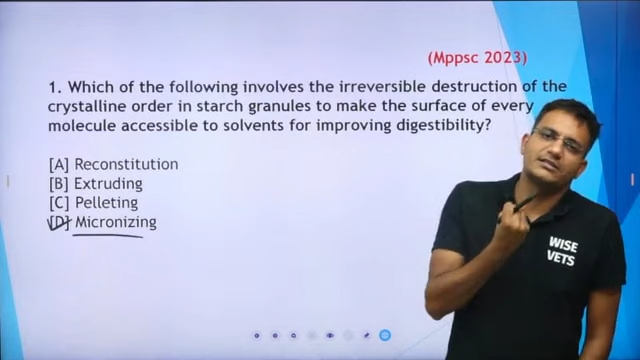 (Mppsc 2023)
1. Which of the following involves the irreversible destruction of the
crystalline order in starch granules to make the surface of every
molecule accessible to solvents for improving digestibility?
[A] Reconstitution
[B] Extruding
[C] Pelleting
[D] Micronizing
WISE
VETS